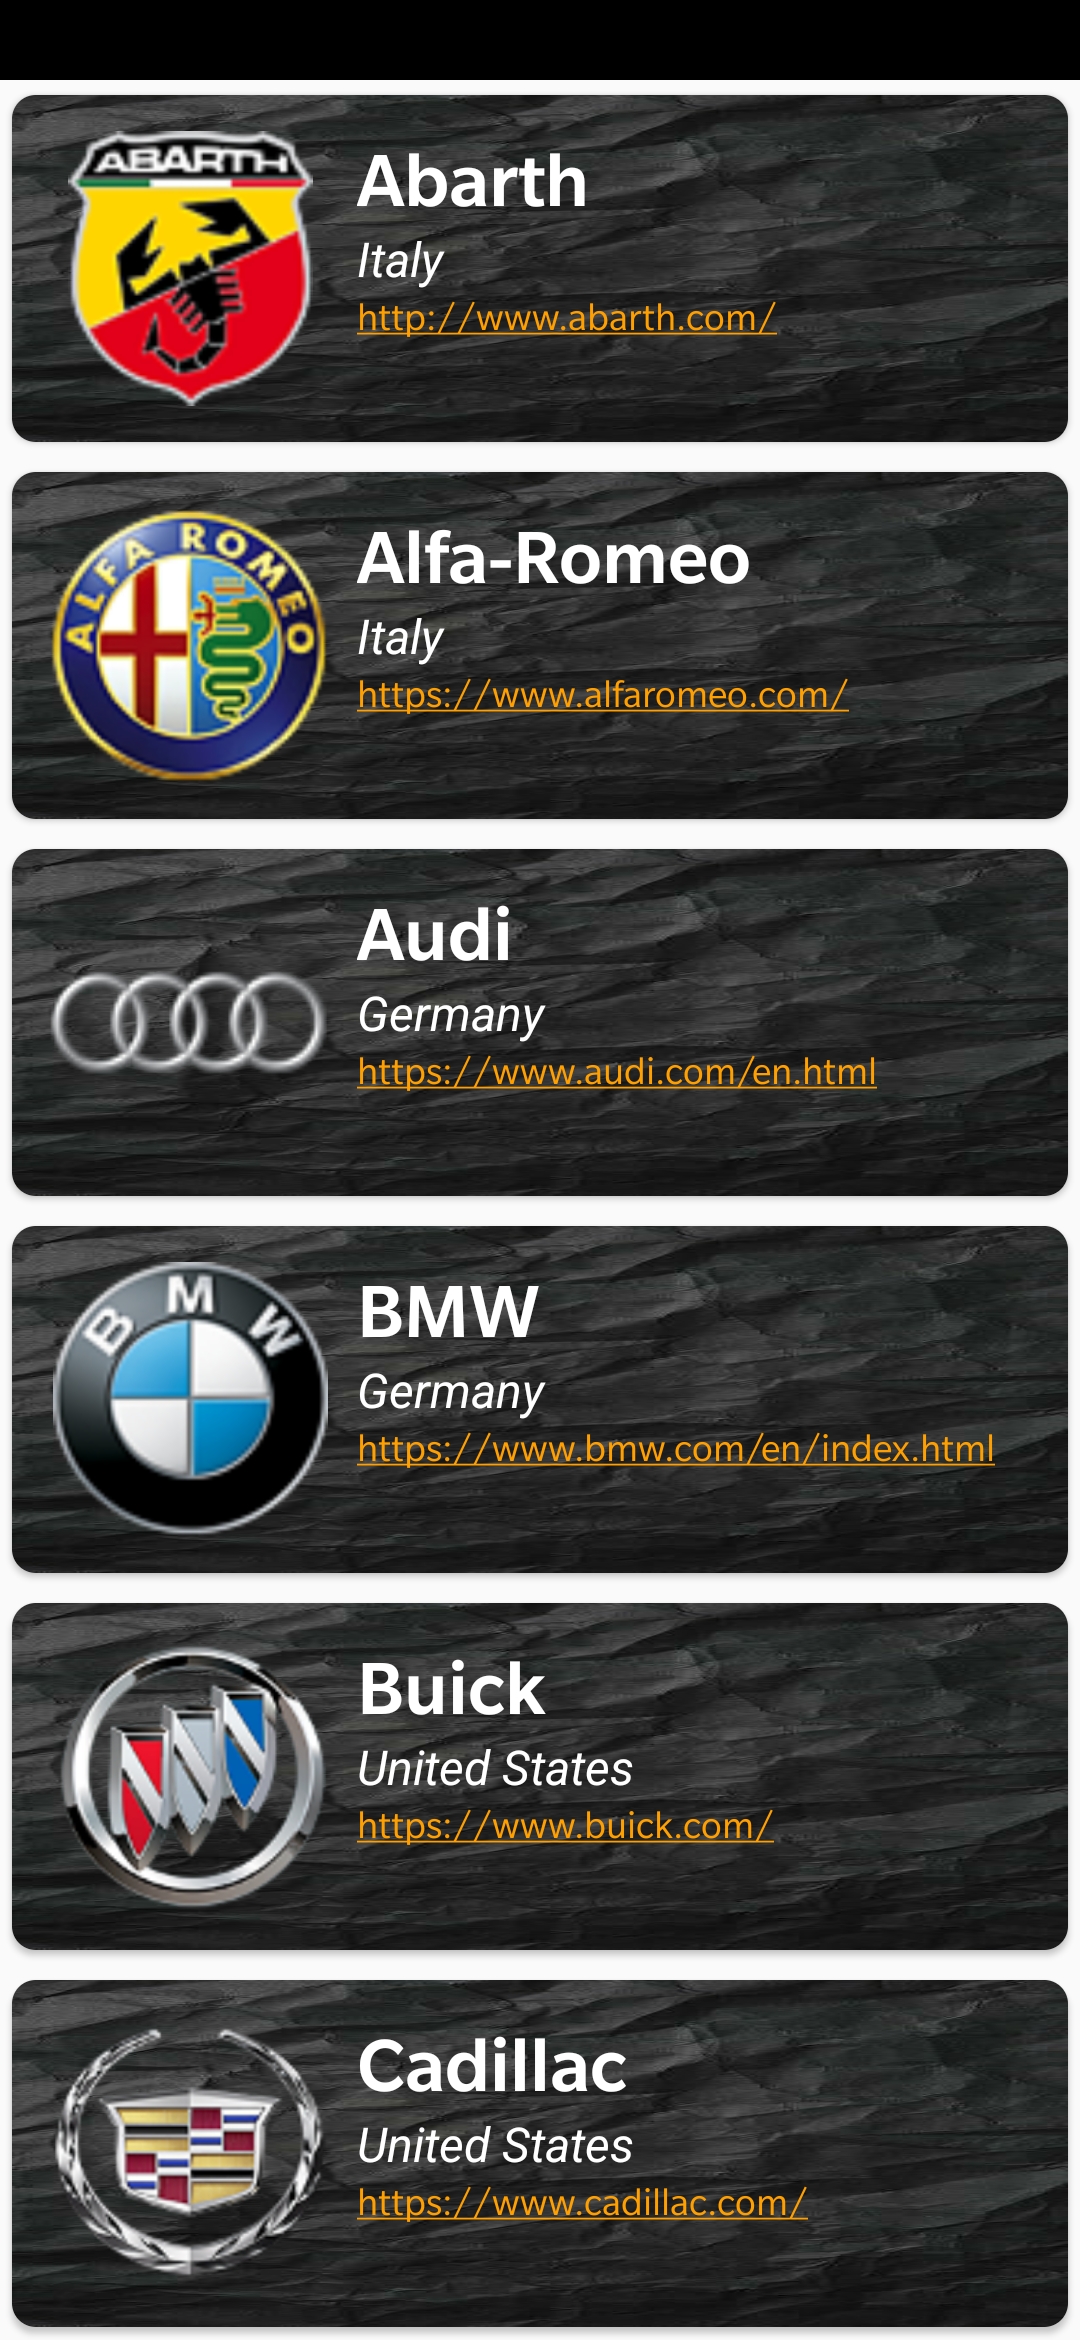 ABARTH
Abarth
Italy
http://www.abarth.com/
ALFA ROMEO
Alfa-Romeo
Italy
https://www.alfaromeo.com/
Audi
Germany
https://www.audi.com/en.html
BMW
BMW
Germany
https://www.bmw.com/en/index.html
Buick
United States
https://www.buick.com/
Cadillac
United States
https://www.cadillac.com/